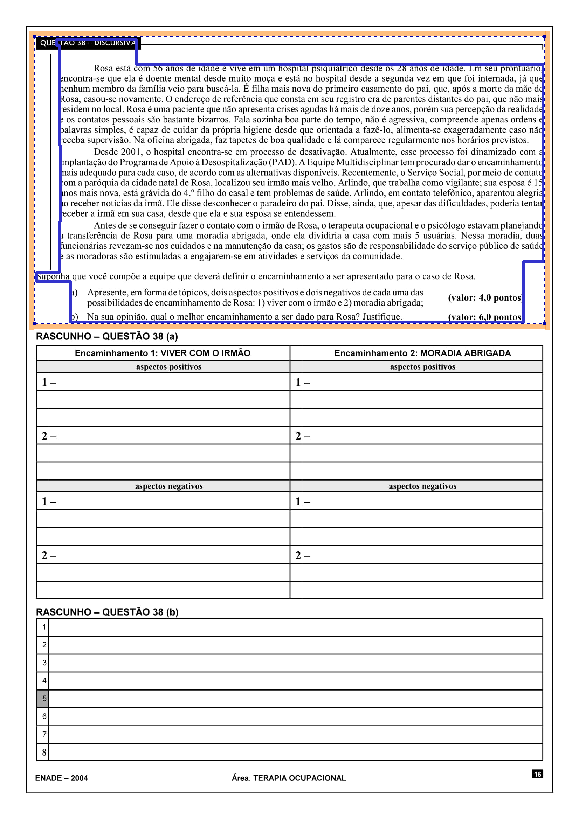 QUESTÃO 38 – DISCURSIVA
Rosa está com 56 anos de idade e vive em um hospital psiquiátrico desde os 28 anos de idade. Em seu prontuário
encontra-se que ela é doente mental desde muito moça e está no hospital desde a segunda vez em que foi internada, já que
nenhum membro da família veio para buscá-la. É filha mais nova do primeiro casamento do pai, que, após a morte da mãe de
Rosa, casou-se novamente. O endereço de referência que consta em seu registro era de parentes distantes do pai, que não mais
residem no local. Rosa é uma paciente que não apresenta crises agudas há mais de doze anos, porém sua percepção da realidade
e os contatos pessoais são bastante bizarros. Fala sozinha boa parte do tempo, não é agressiva, compreende apenas ordens e
palavras simples, é capaz de cuidar da própria higiene desde que orientada a fazê-lo, alimenta-se exageradamente caso não
receba supervisão. Na oficina abrigada, faz tapetes de boa qualidade e lá comparece regularmente nos horários previstos.
Desde 2001, o hospital encontra-se em processo de desativação. Atualmente, esse processo foi dinamizado com a
implantação do Programa de Apoio à Desospitalização (PAD). A Equipe Multidisciplinar tem procurado dar o encaminhamento
mais adequado para cada caso, de acordo com as alternativas disponíveis. Recentemente, o Serviço Social, por meio de contato
com a paróquia da cidade natal de Rosa, localizou seu irmão mais velho. Arlindo, que trabalha como vigilante; sua esposa é 15
anos mais nova, está grávida do 4.º filho do casal e tem problemas de saúde. Arlindo, em contato telefônico, aparentou alegria
ao receber notícias da irmã. Ele disse desconhecer o paradeiro do pai. Disse, ainda, que, apesar das dificuldades, poderia tentar
receber a irmã em sua casa, desde que ela e sua esposa se entendessem.
Antes de se conseguir fazer o contato com o irmão de Rosa, o terapeuta ocupacional e o psicólogo estavam planejando
a transferência de Rosa para uma moradia abrigada, onde ela dividiria a casa com mais 5 usuárias. Nessa moradia, duas
funcionárias revezam-se nos cuidados e na manutenção da casa; os gastos são de responsabilidade do serviço público de saúde
e as moradoras são estimuladas a engajarem-se em atividades e serviços da comunidade.
Suponha que você compõe a equipe que deverá definir o encaminhamento a ser apresentado para o caso de Rosa.
a) Apresente, em forma de tópicos, dois aspectos positivos e dois negativos de cada uma das
possibilidades de encaminhamento de Rosa: 1) viver com o irmão e 2) moradia abrigada;
(valor: 4,0 pontos
b) Na sua opinião, qual o melhor encaminhamento a ser dado para Rosa? Justifique. (valor: 6,0 pontos
RASCUNHO – QUESTÃO 38 (a)
Encaminhamento 1: VIVER COM O IRMÃO Encaminhamento 2: MORADIA ABRIGADA
aspectos positivos aspectos positivos
1 – 1 –
2 – 2 –
aspectos negativos aspectos negativos
1 – 1 –
2 – 2 –
RASCUNHO – QUESTÃO 38 (b)
1
2
3
4
5
6
7
8
ENADE – 2004 Área. TERAPIA OCUPACIONAL 16